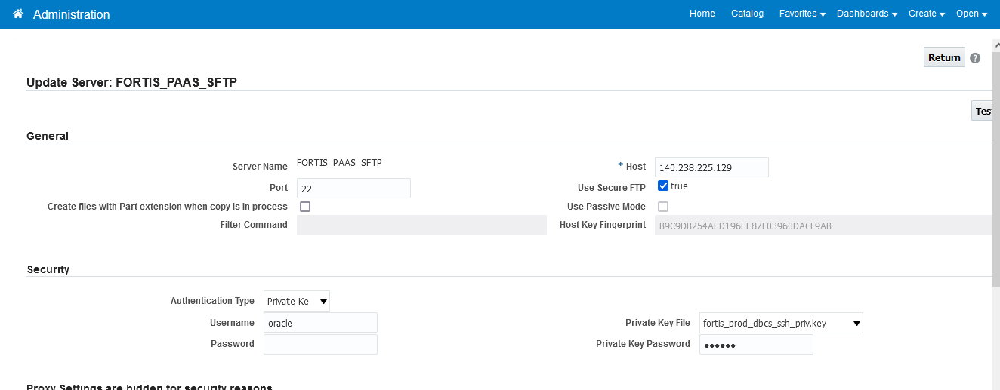 Administration
Home Catalog Favorites Dashboards Create Open
Return
Update Server: FORTIS_PAAS_SFTP
Test
General
Server Name FORTIS_PAAS_SFTP * Host 140.238.225.129
Port 22 Use Secure FTP true
Create files with Part extension when copy is in process Use Passive Mode
Filter Command Host Key Fingerprint B9C9DB254AED196EE87F03960DACF9AB
Security
Authentication Type Private Ke
Username oracle Private Key File fortis_prod_dbcs_ssh_priv.key
Password Private Key Password ••••••
Proxy Settings are hidden for security reasons